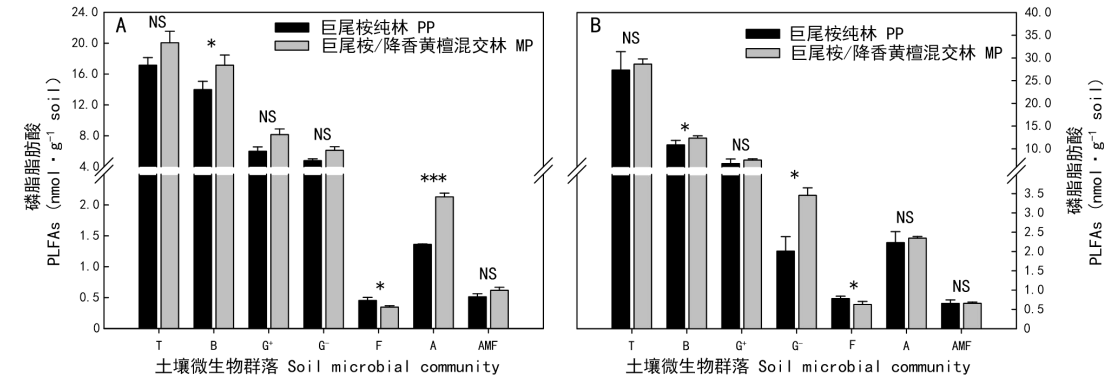 A
巨尾桉纯林 PP
巨尾桉/降香黄檀混交林 MP
NS
*
NS
NS
*
***
NS
24.0
20.0
16.0
12.0
8.0
4.0
2.0
1.5
1.0
0.5
0
磷脂脂肪酸
PLFAs (nmol·g⁻¹ soil)
T
B
G⁺
G⁻
F
A
AMF
B
巨尾桉纯林 PP
巨尾桉/降香黄檀混交林 MP
NS
*
NS
*
*
NS
NS
40.0
35.0
30.0
25.0
20.0
15.0
10.0
3.5
3.0
2.5
2.0
1.5
1.0
0.5
0
磷脂脂肪酸
PLFAs (nmol·g⁻¹ soil)
T
B
G⁺
G⁻
F
A
AMF
土壤微生物群落 Soil microbial community
土壤微生物群落 Soil microbial community